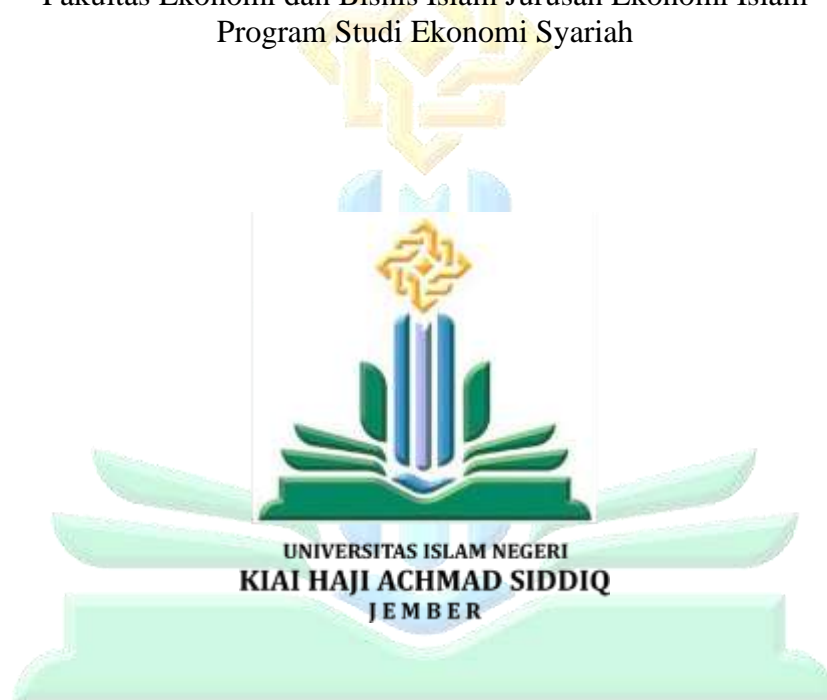 Fakultas Ekonomi dan Bisnis Islam Jurusan Ekonomi Islam
Program Studi Ekonomi Syariah
UNIVERSITAS ISLAM NEGERI
KIAI HAJI ACHMAD SIDDIQ
JEMBER